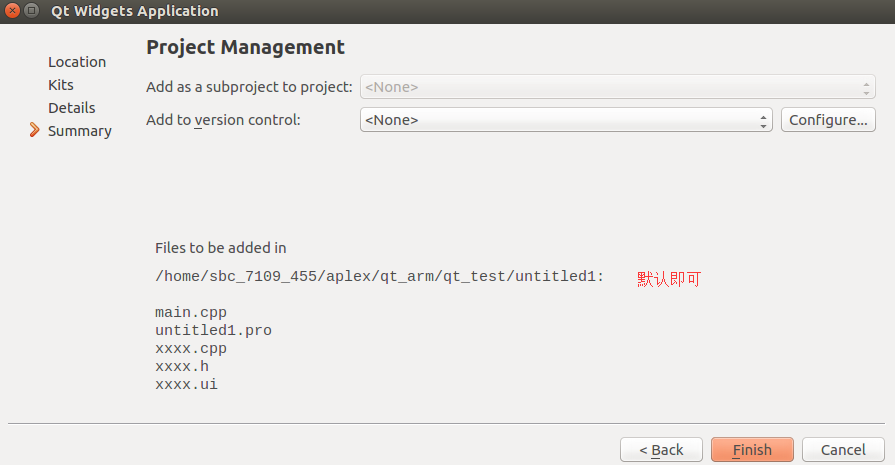 Qt Widgets Application
Location
Kits
Details
Summary
Project Management
Add as a subproject to project: <None>
Add to version control: <None> Configure...
Files to be added in
/home/sbc_7109_455/aplex/qt_arm/qt_test/untitled1: 默认即可
main.cpp
untitled1.pro
xxxx.cpp
xxxx.h
xxxx.ui
< Back Finish Cancel